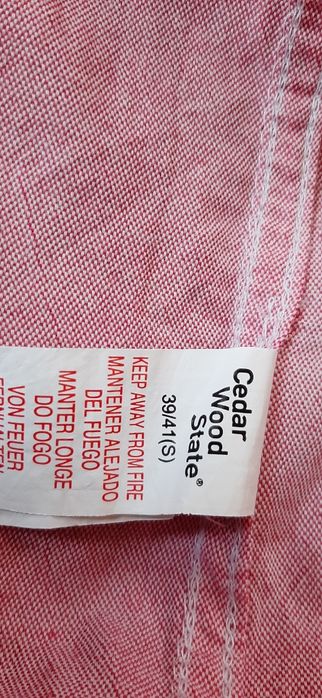 Cedar
Wood
State®
39/41(S)
KEEP AWAY FROM FIRE
MANTENER ALEJADO
DEL FUEGO
MANTER LONGE
DO FOGO
VON FEUER
FERNHALTEN